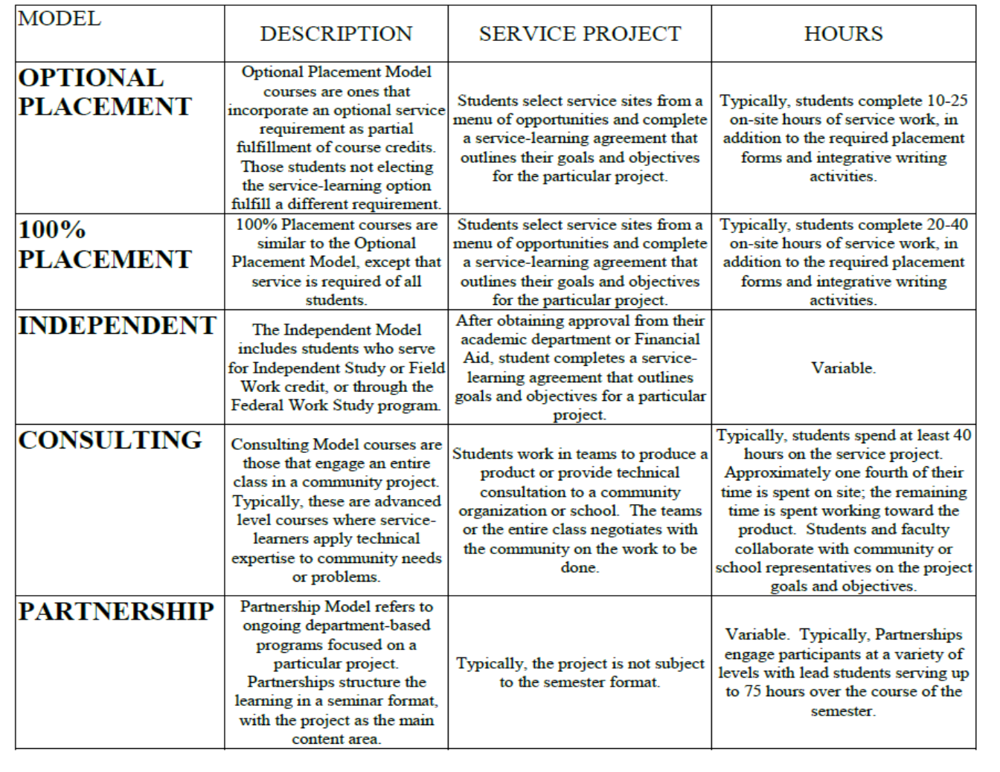 MODEL
DESCRIPTION
SERVICE PROJECT
HOURS
OPTIONAL
PLACEMENT
Optional Placement Model
courses are ones that
incorporate an optional service
requirement as partial
fulfillment of course credits.
Those students not electing
the service-learning option
fulfill a different requirement.
Students select service sites from a
menu of opportunities and complete
a service-learning agreement that
outlines their goals and objectives
for the particular project.
Typically, students complete 10-25
on-site hours of service work, in
addition to the required placement
forms and integrative writing
activities.
100%
PLACEMENT
100% Placement courses are
similar to the Optional
Placement Model, except that
service is required of all
students.
Students select service sites from a
menu of opportunities and complete
a service-learning agreement that
outlines their goals and objectives
for the particular project.
Typically, students complete 20-40
on-site hours of service work, in
addition to the required placement
forms and integrative writing
activities.
INDEPENDENT
The Independent Model
includes students who serve
for Independent Study or Field
Work credit, or through the
Federal Work Study program.
After obtaining approval from their
academic department or Financial
Aid, student completes a service-
learning agreement that outlines
goals and objectives for a particular
project.
Variable.
CONSULTING
Consulting Model courses are
those that engage an entire
class in a community project.
Typically, these are advanced
level courses where service-
learners apply technical
expertise to community needs
or problems.
Students work in teams to produce a
product or provide technical
consultation to a community
organization or school.  The teams
or the entire class negotiates with
the community on the work to be
done.
Typically, students spend at least 40
hours on the service project.
Approximately one fourth of their
time is spent on site; the remaining
time is spent working toward the
product.  Students and faculty
collaborate with community or
school representatives on the project
goals and objectives.
PARTNERSHIP
Partnership Model refers to
ongoing department-based
programs focused on a
particular project.
Partnerships structure the
learning in a seminar format,
with the project as the main
content area.
Typically, the project is not subject
to the semester format.
Variable.  Typically, Partnerships
engage participants at a variety of
levels with lead students serving up
to 75 hours over the course of the
semester.